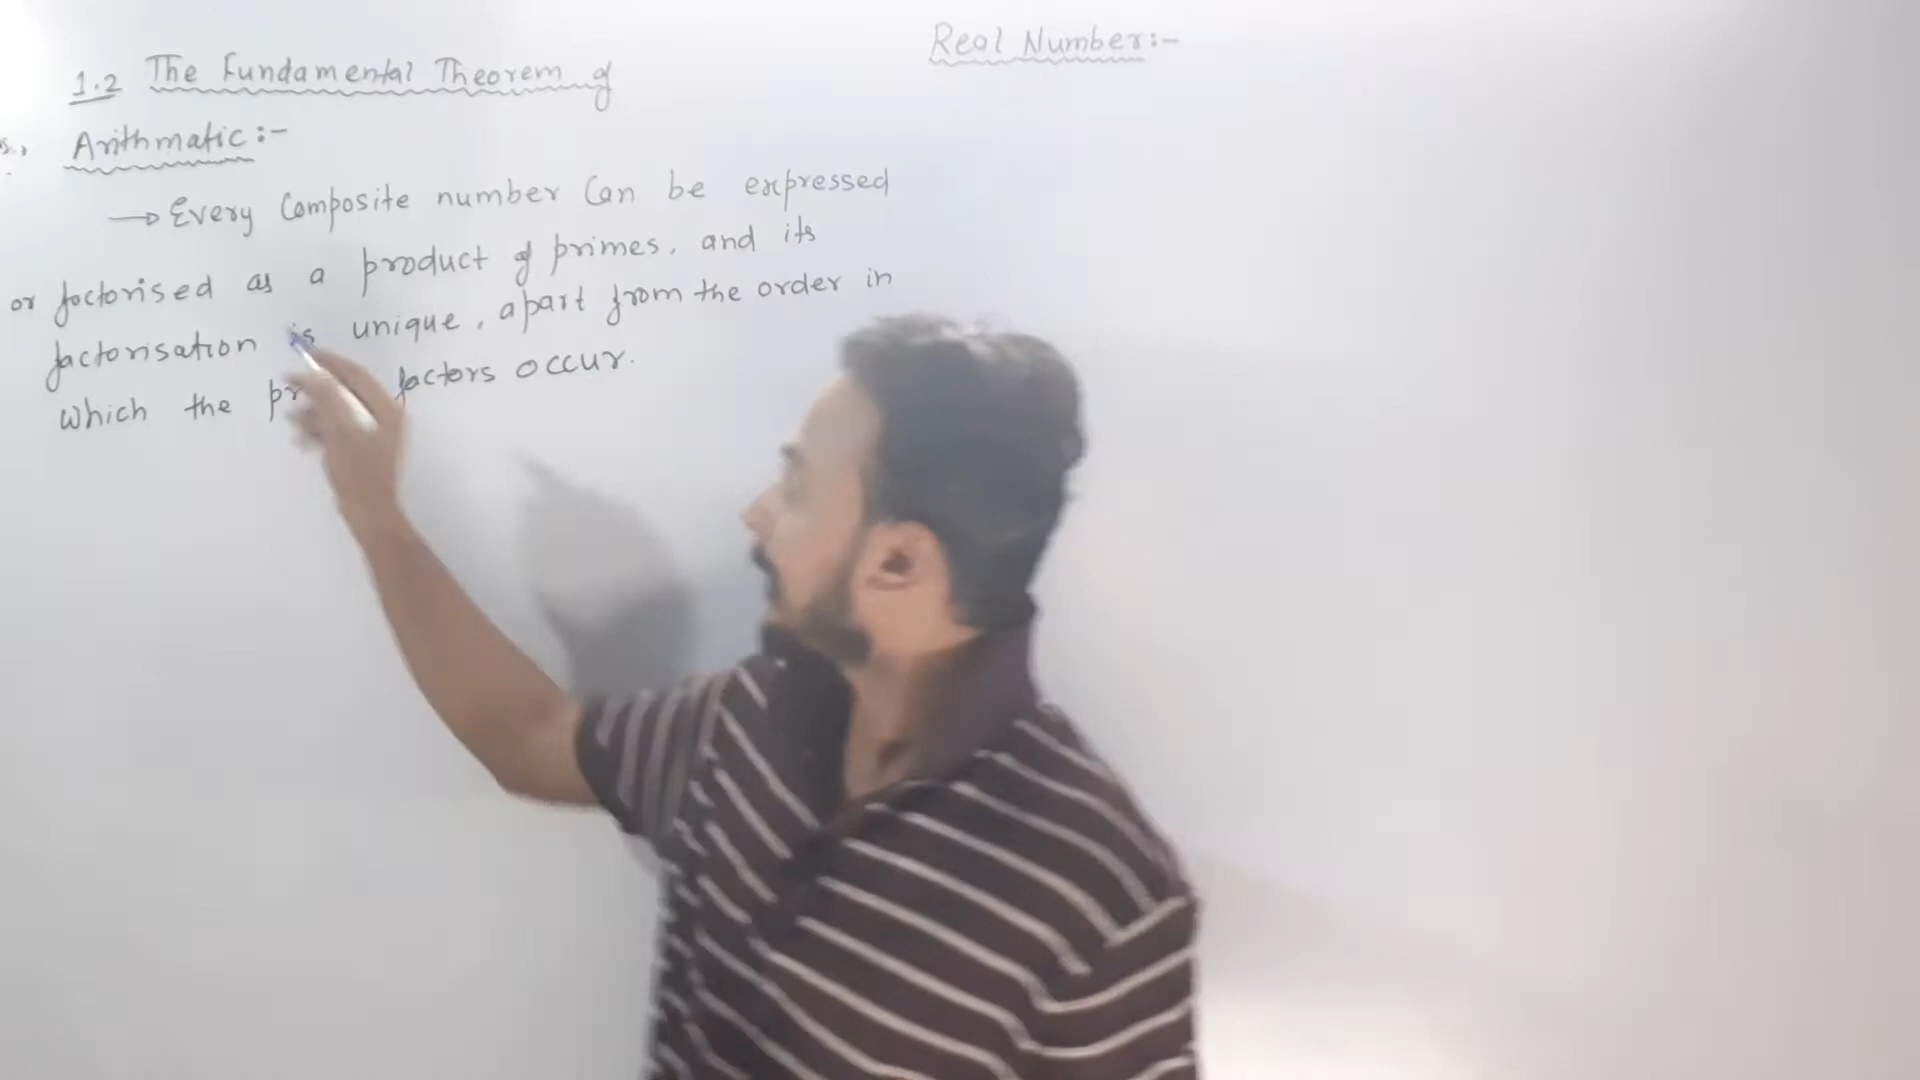 Real Number:-
1.2 The Fundamental Theorem of
Arithmatic:-
→ Every Composite number Can be expressed
or factorised as a product of primes, and its
factorisation is unique, apart from the order in
which the factors occur.